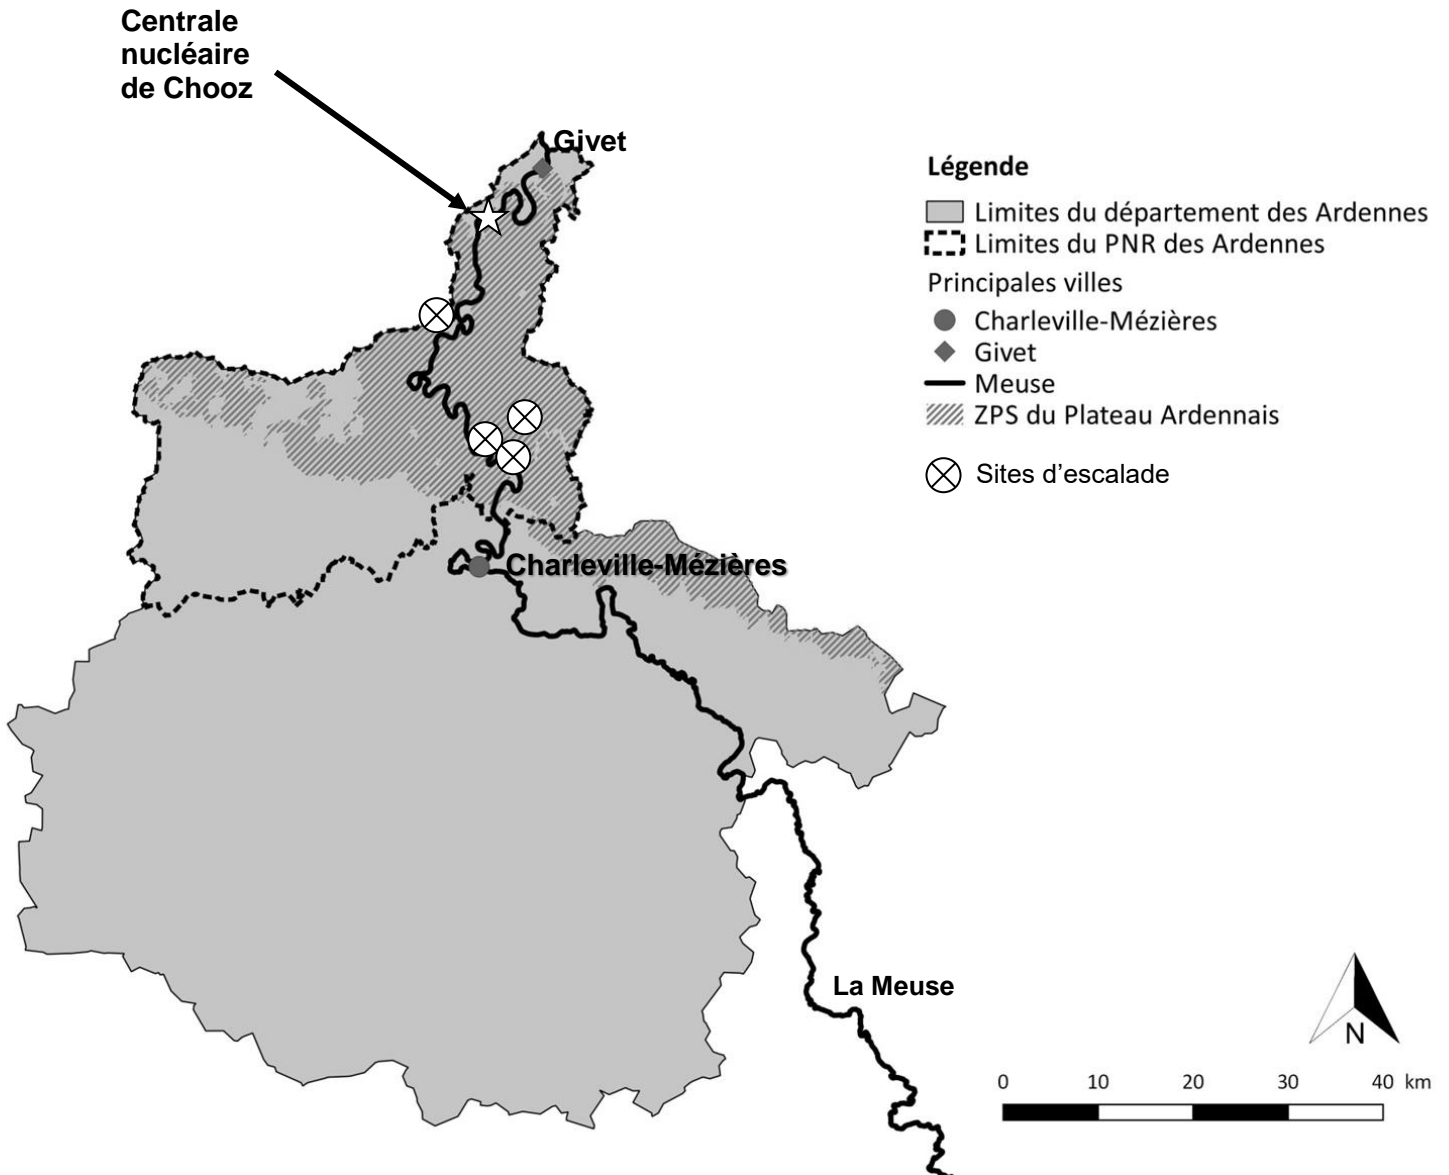 Centrale
nucléaire
de Chooz
Givet
Légende
Limites du département des Ardennes
Limites du PNR des Ardennes
Principales villes
Charleville-Mézières
Givet
Meuse
ZPS du Plateau Ardennais
Sites d'escalade
Charleville-Mézières
La Meuse
N
0 10 20 30 40 km